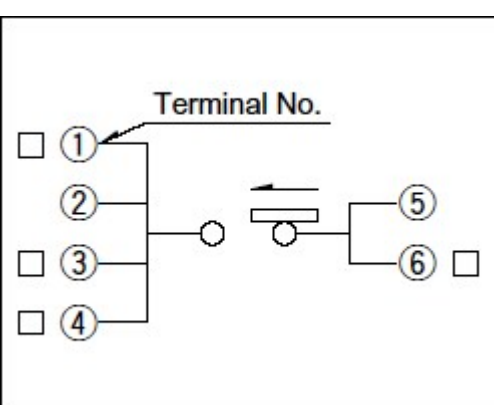 Terminal No.
① 
② ⑤
③ ⑥
④